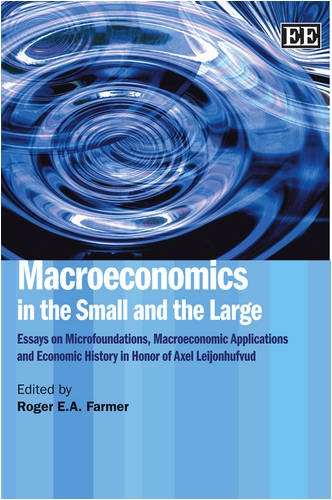 EE
Macroeconomics
in the Small and the Large
Essays on Microfoundations, Macroeconomic Applications
and Economic History in Honor of Axel Leijonhufvud
Edited by
Roger E.A. Farmer